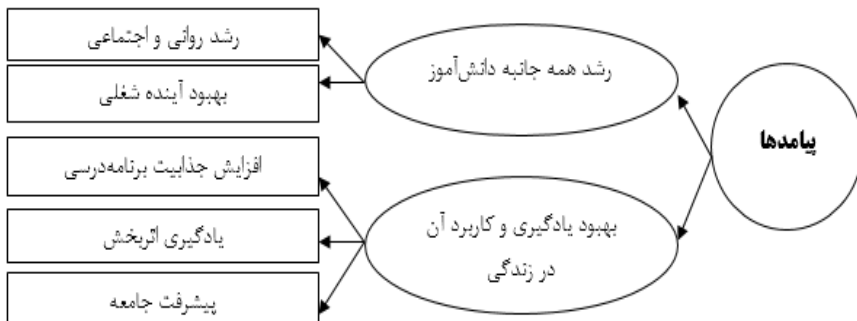 پیامدها
رشد همه جانبه دانش‌آموز
رشد روانی و اجتماعی
بهبود آینده شغلی
بهبود یادگیری و کاربرد آن
در زندگی
افزایش جذابیت برنامه‌درسی
یادگیری اثربخش
پیشرفت جامعه